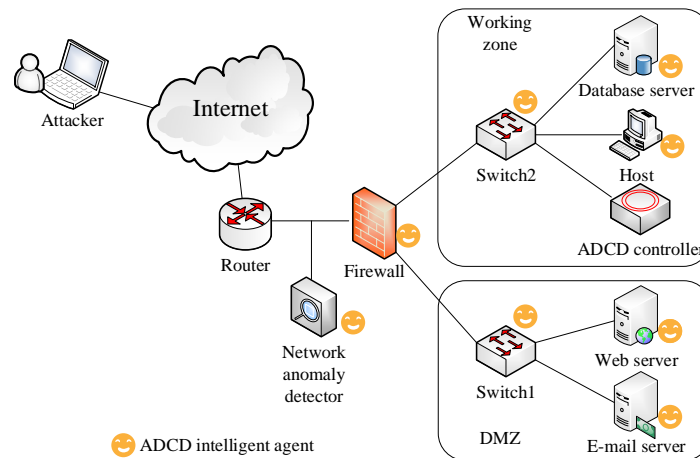 Working
zone
Database server
Attacker
Internet
Switch2
Host
ADCD controller
Router
Firewall
Network
anomaly
detector
Switch1
Web server
DMZ
E-mail server
ADCD intelligent agent